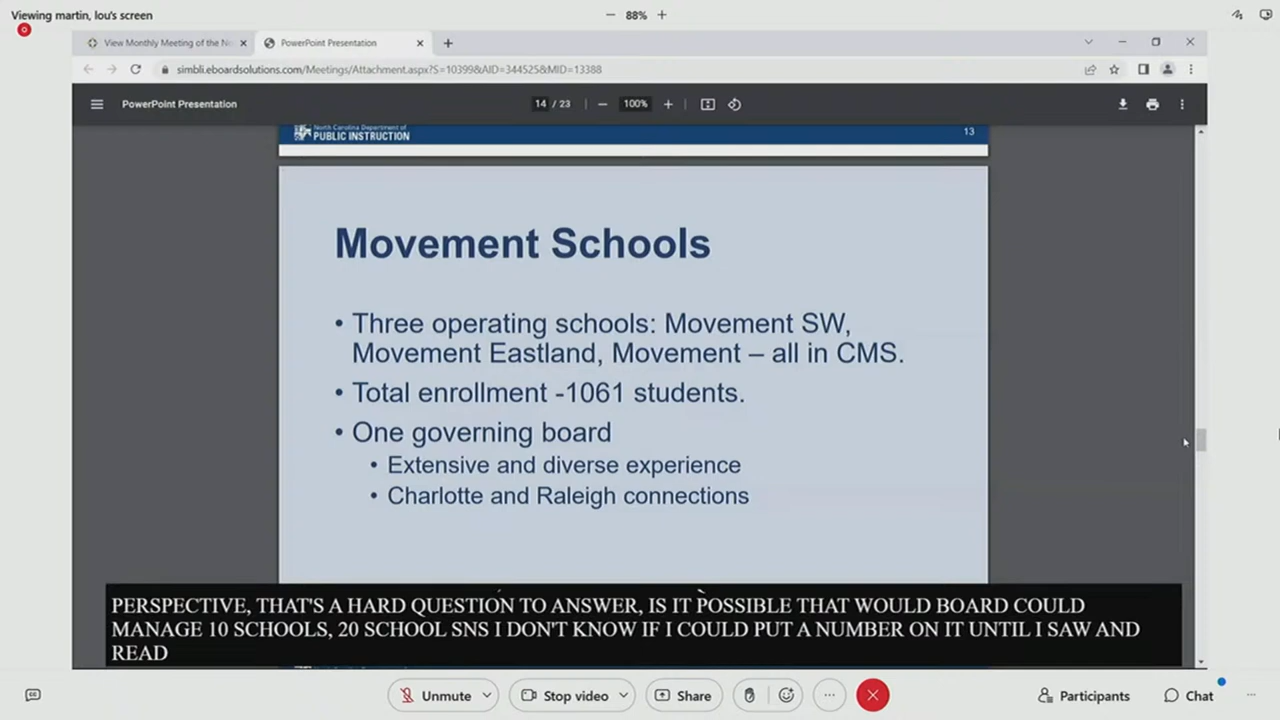 Viewing martin, lou's screen
88%
View Monthly Meeting of the N
PowerPoint Presentation
simbli.eboardsolutions.com/Meetings/Attachment.aspx?S=10399&AID=344525&MID=13388
PowerPoint Presentation
14 / 23
100%
North Carolina Department of
PUBLIC INSTRUCTION
13
Movement Schools
• Three operating schools: Movement SW,
Movement Eastland, Movement – all in CMS.
• Total enrollment -1061 students.
• One governing board
• Extensive and diverse experience
• Charlotte and Raleigh connections
PERSPECTIVE, THAT'S A HARD QUESTION TO ANSWER, IS IT POSSIBLE THAT WOULD BOARD COULD
MANAGE 10 SCHOOLS, 20 SCHOOL SNS I DON'T KNOW IF I COULD PUT A NUMBER ON IT UNTIL I SAW AND
READ
Unmute
Stop video
Share
Participants
Chat